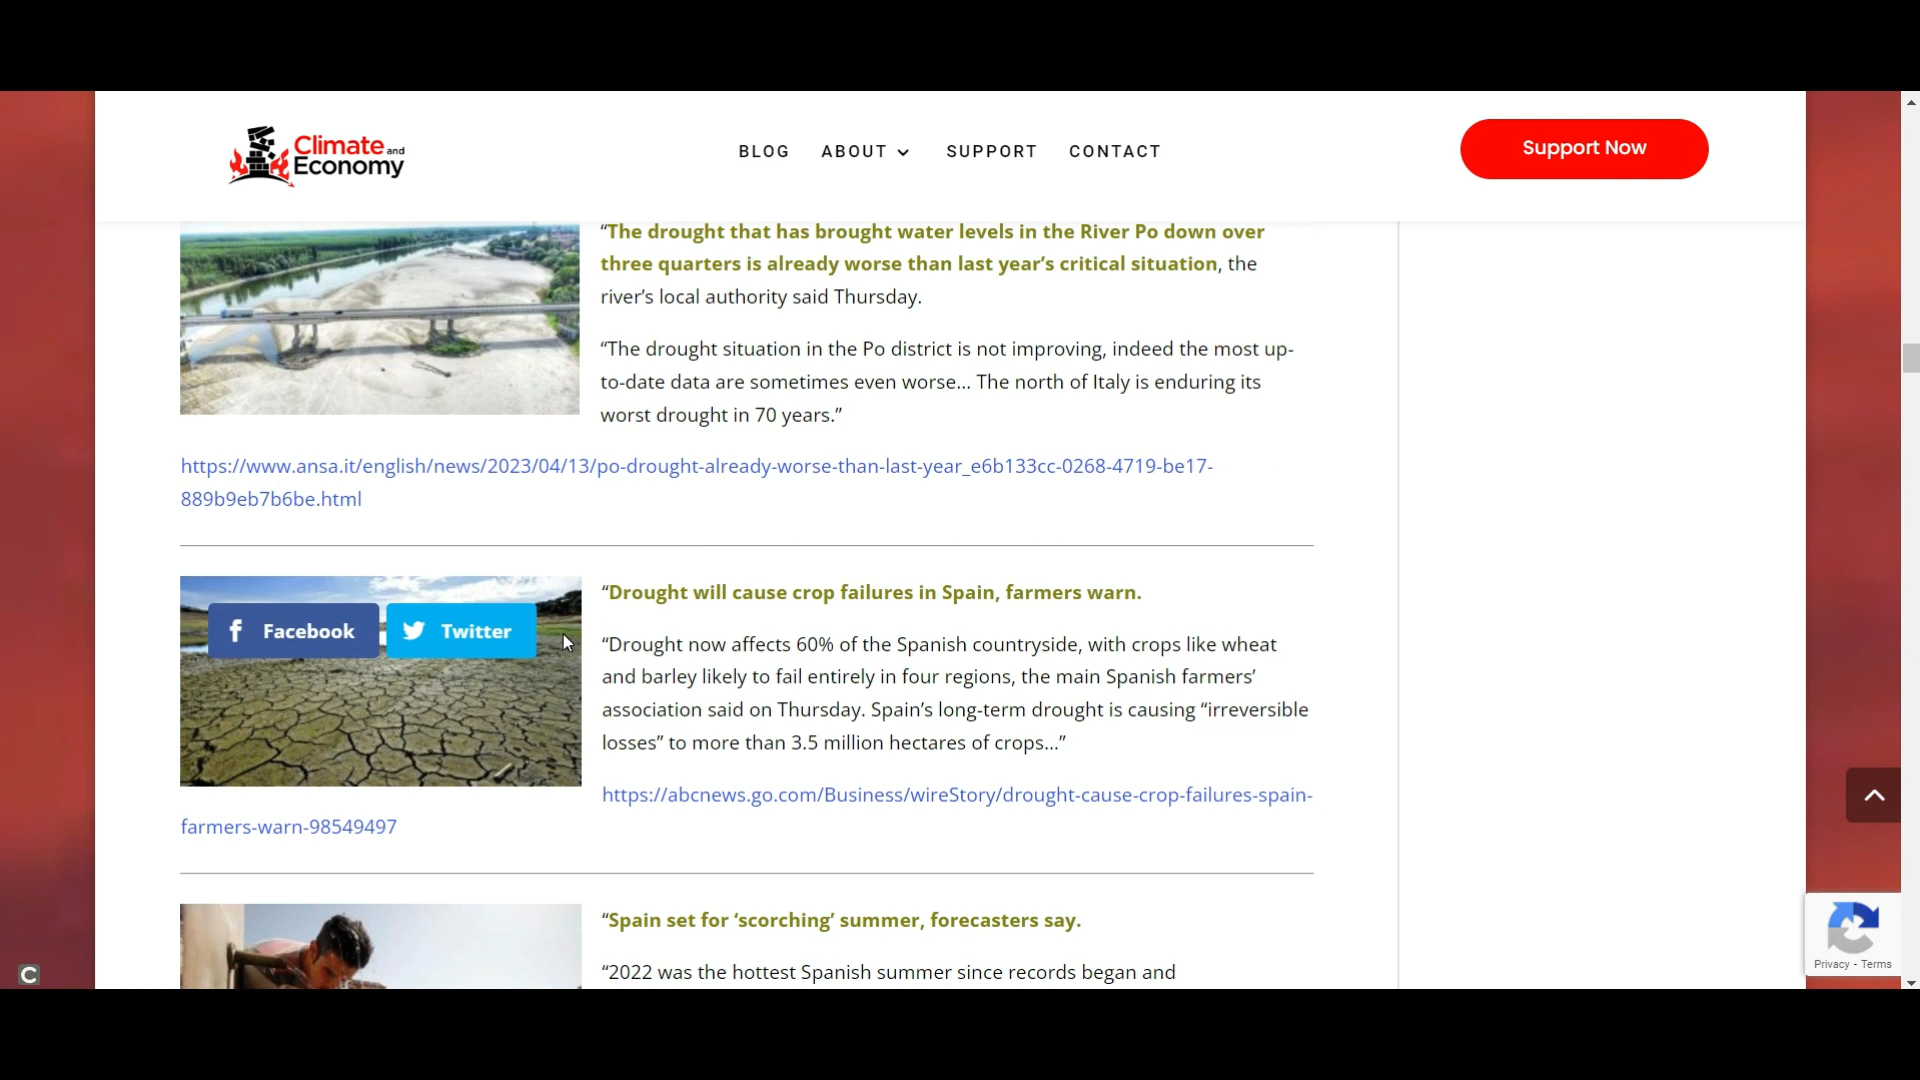 Climate and
Economy
BLOG ABOUT SUPPORT CONTACT
Support Now
“The drought that has brought water levels in the River Po down over
three quarters is already worse than last year’s critical situation, the
river’s local authority said Thursday.
“The drought situation in the Po district is not improving, indeed the most up-
to-date data are sometimes even worse… The north of Italy is enduring its
worst drought in 70 years.”
https://www.ansa.it/english/news/2023/04/13/po-drought-already-worse-than-last-year_e6b133cc-0268-4719-be17-
889b9eb7b6be.html
Facebook Twitter
“Drought will cause crop failures in Spain, farmers warn.
“Drought now affects 60% of the Spanish countryside, with crops like wheat
and barley likely to fail entirely in four regions, the main Spanish farmers’
association said on Thursday. Spain’s long-term drought is causing “irreversible
losses” to more than 3.5 million hectares of crops…”
https://abcnews.go.com/Business/wireStory/drought-cause-crop-failures-spain-
farmers-warn-98549497
“Spain set for ‘scorching’ summer, forecasters say.
“2022 was the hottest Spanish summer since records began and
Privacy - Terms
C